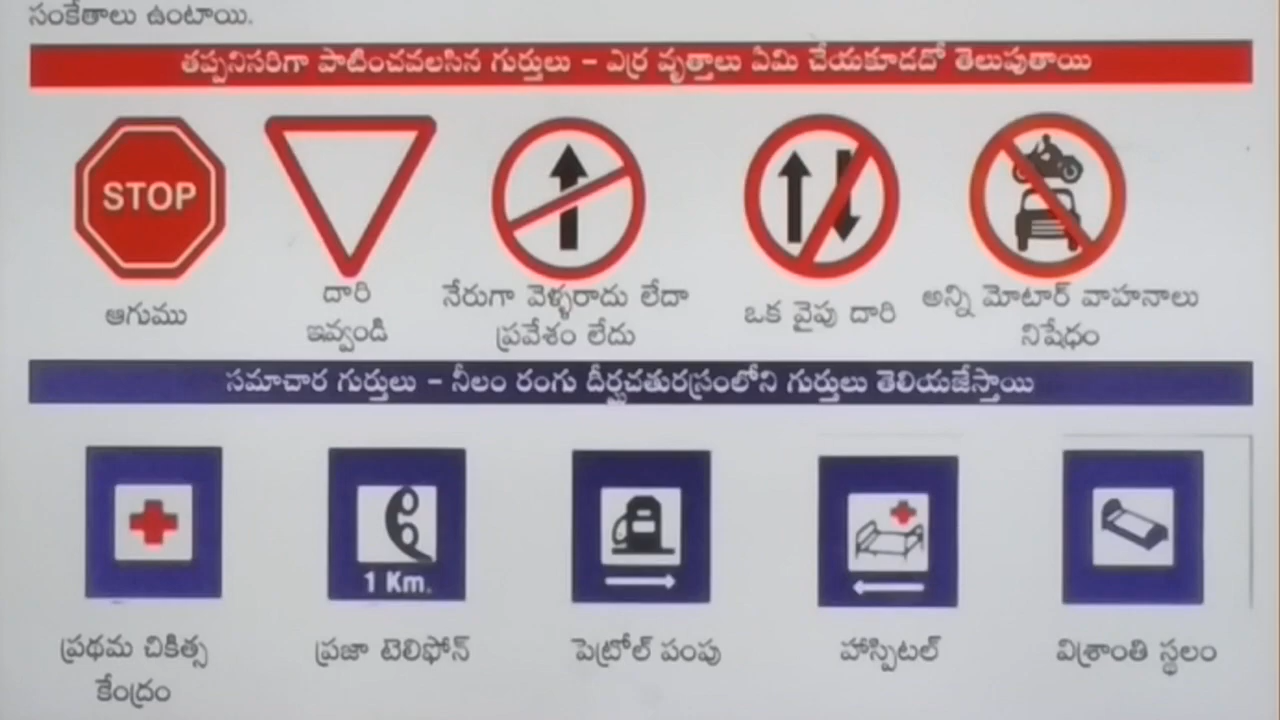 సంకేతాలు ఉంటాయి.
తప్పనిసరిగా పాటించవలసిన గుర్తులు – ఎర్ర వృత్తాలు ఏమి చేయకూడదో తెలుపుతాయి
STOP
ఆగుము
దారి
ఇవ్వండి
నేరుగా వెళ్ళరాదు లేదా
ప్రవేశం లేదు
ఒక వైపు దారి
అన్ని మోటార్ వాహనాలు
నిషేధం
సమాచార గుర్తులు – నీలం రంగు దీర్ఘచతురస్రంలోని గుర్తులు తెలియజేస్తాయి
1 Km.
ప్రథమ చికిత్స
కేంద్రం
ప్రజా టెలిఫోన్
పెట్రోల్ పంపు
హాస్పిటల్
విశ్రాంతి స్థలం